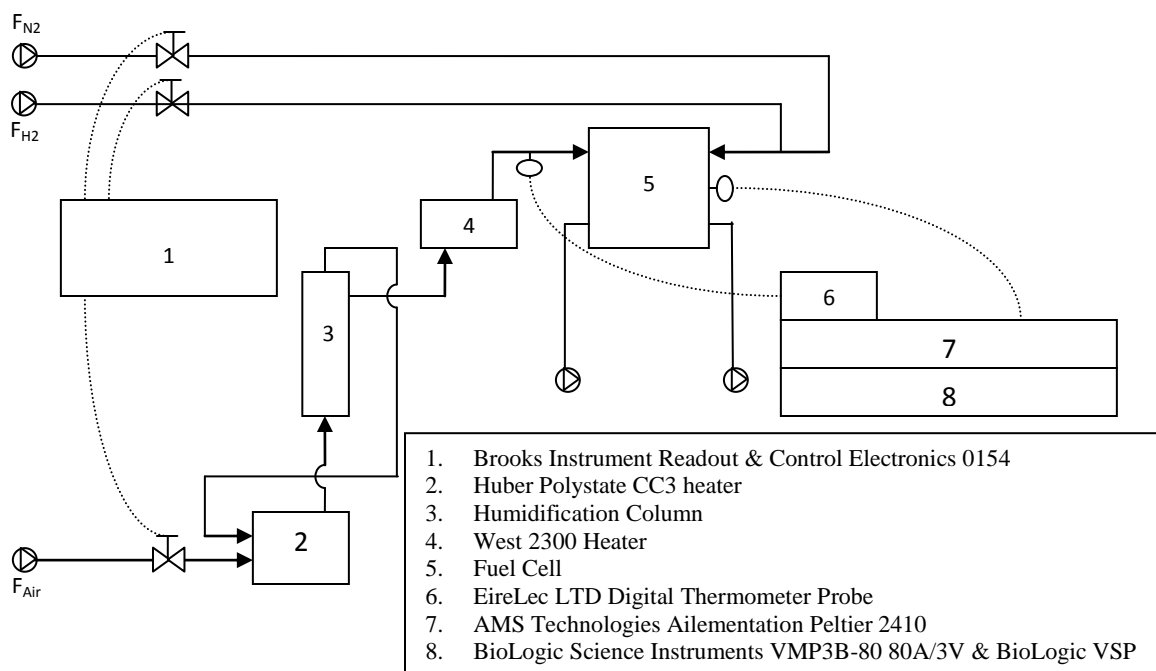 F_N2
F_H2
5
4
1
6
3
7
8
2
F_Air
1. Brooks Instrument Readout & Control Electronics 0154
2. Huber Polystate CC3 heater
3. Humidification Column
4. West 2300 Heater
5. Fuel Cell
6. EireLec LTD Digital Thermometer Probe
7. AMS Technologies Ailementation Peltier 2410
8. BioLogic Science Instruments VMP3B-80 80A/3V & BioLogic VSP